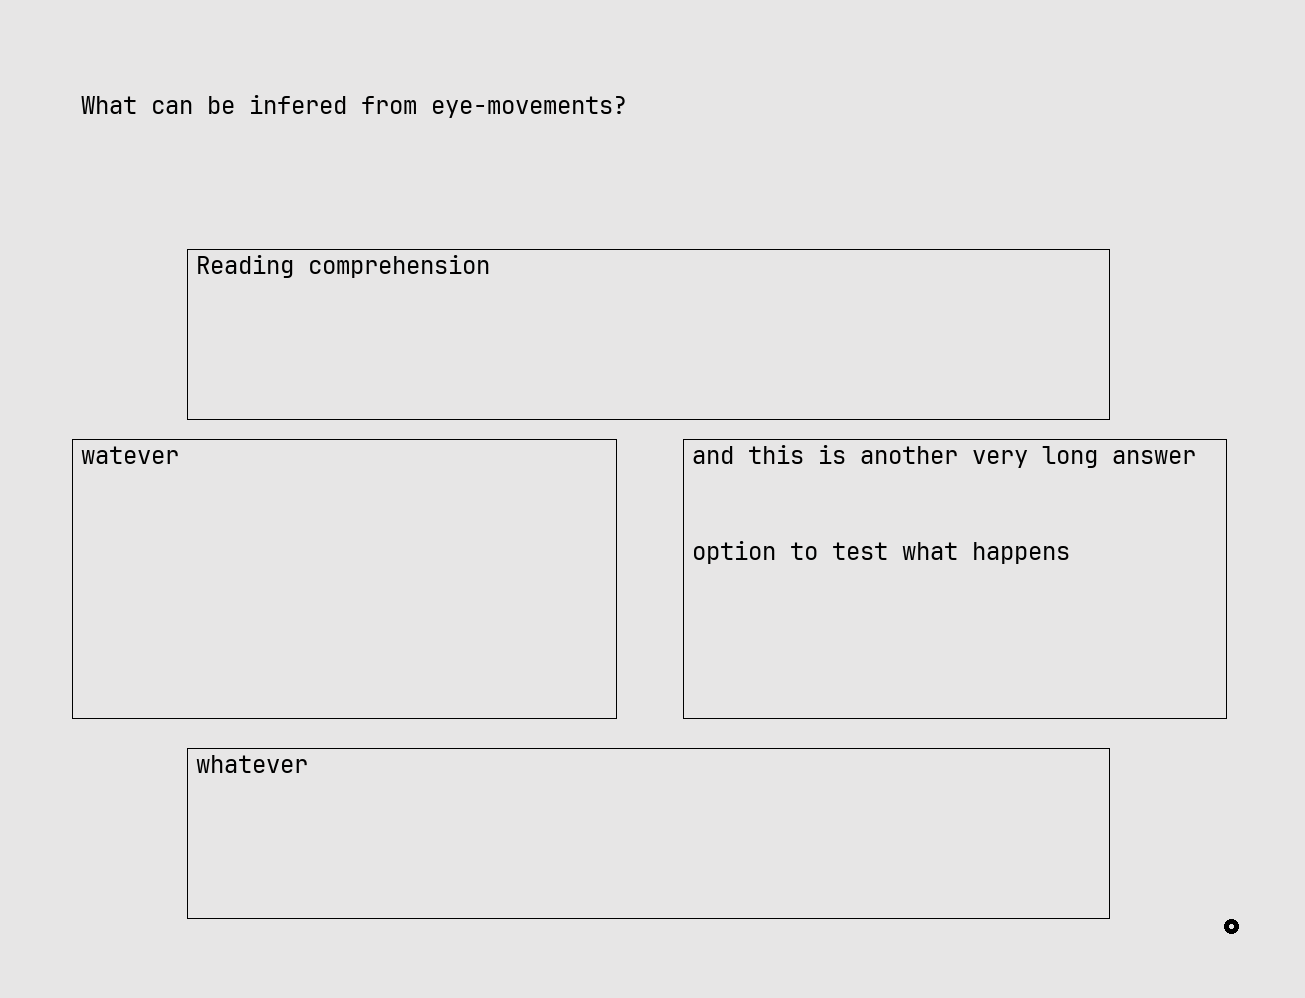 What can be infered from eye-movements?
Reading comprehension
watever
and this is another very long answer
option to test what happens
whatever